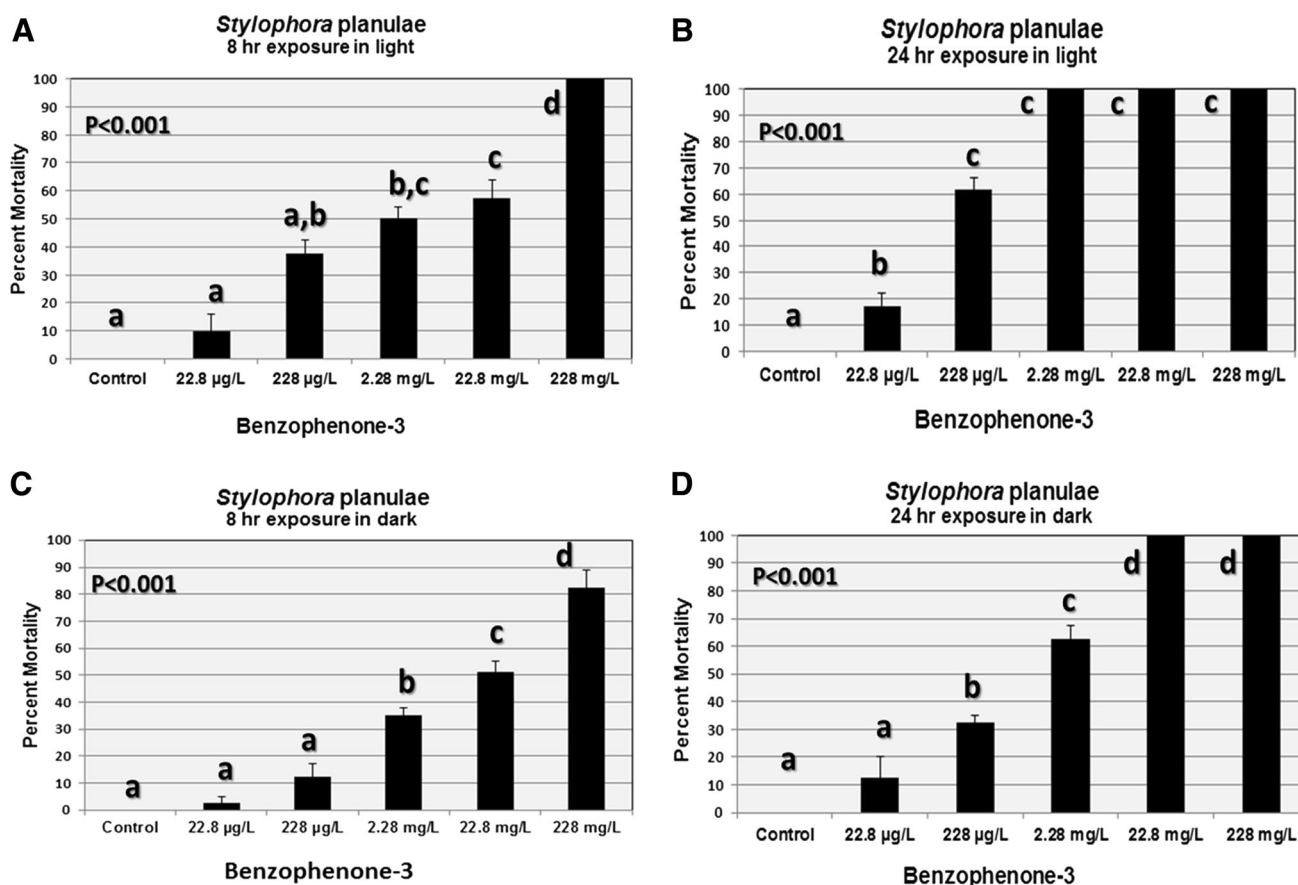 A
Stylophora planulae
8 hr exposure in light
Percent Mortality
100
90
80
70
60
50
40
30
20
10
0
P<0.001
a
a
a,b
b,c
c
d
Control 22.8 µg/L 228 µg/L 2.28 mg/L 22.8 mg/L 228 mg/L
Benzophenone-3
B
Stylophora planulae
24 hr exposure in light
Percent Mortality
100
90
80
70
60
50
40
30
20
10
0
P<0.001
a
b
c
c
c
c
Control 22.8 µg/L 228 µg/L 2.28 mg/L 22.8 mg/L 228 mg/L
Benzophenone-3
C
Stylophora planulae
8 hr exposure in dark
Percent Mortality
100
90
80
70
60
50
40
30
20
10
0
P<0.001
a
a
a
b
c
d
Control 22.8 µg/L 228 µg/L 2.28 mg/L 22.8 mg/L 228 mg/L
Benzophenone-3
D
Stylophora planulae
24 hr exposure in dark
Percent Mortality
100
90
80
70
60
50
40
30
20
10
0
P<0.001
a
a
b
c
d
d
Control 22.8 µg/L 228 µg/L 2.28 mg/L 22.8 mg/L 228 mg/L
Benzophenone-3